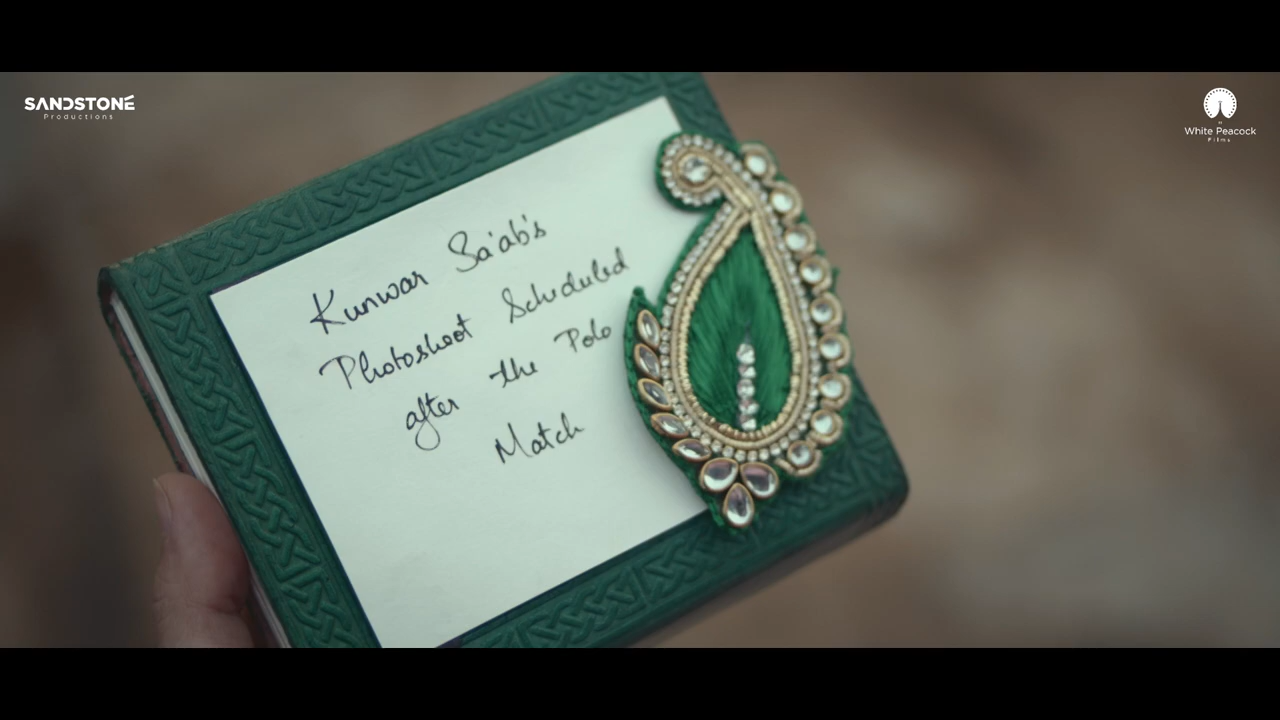 SANDSTONE
Productions
White Peacock
Films
Kunwar Sa'ab's
Photoshoot Scheduled
after the Polo
Match